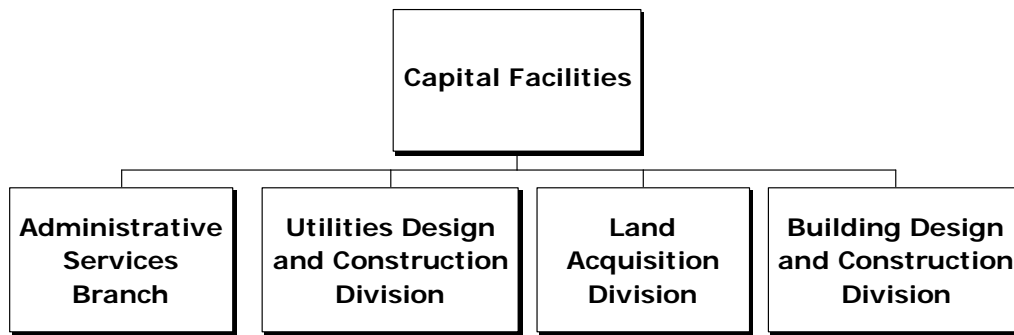 Capital Facilities
Administrative
Services
Branch
Utilities Design
and Construction
Division
Land
Acquisition
Division
Building Design
and Construction
Division